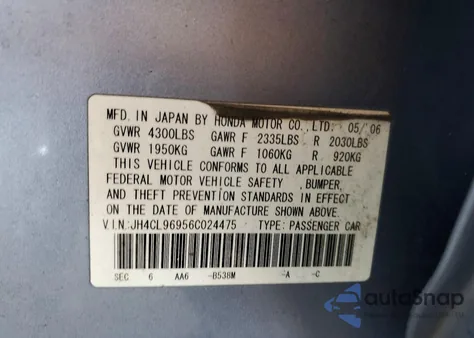 MFD. IN JAPAN BY HONDA MOTOR CO., LTD. 05/06
GVWR 4300LBS GAWR F 2335LBS R 2030LBS
GVWR 1950KG GAWR F 1060KG R 920KG
THIS VEHICLE CONFORMS TO ALL APPLICABLE
FEDERAL MOTOR VEHICLE SAFETY , BUMPER,
AND THEFT PREVENTION STANDARDS IN EFFECT
ON THE DATE OF MANUFACTURE SHOWN ABOVE.
V.I.N.:JH4CL96956C024475 TYPE: PASSENGER CAR
SEC 6 AA6 -B538M -A -C
autoSnap